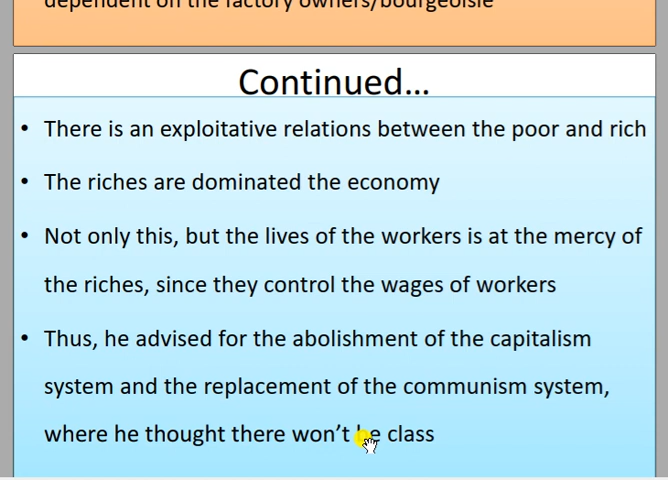 dependent on the factory owners/bourgeoisie
Continued...
• There is an exploitative relations between the poor and rich
• The riches are dominated the economy
• Not only this, but the lives of the workers is at the mercy of
the riches, since they control the wages of workers
• Thus, he advised for the abolishment of the capitalism
system and the replacement of the communism system,
where he thought there won’t be class